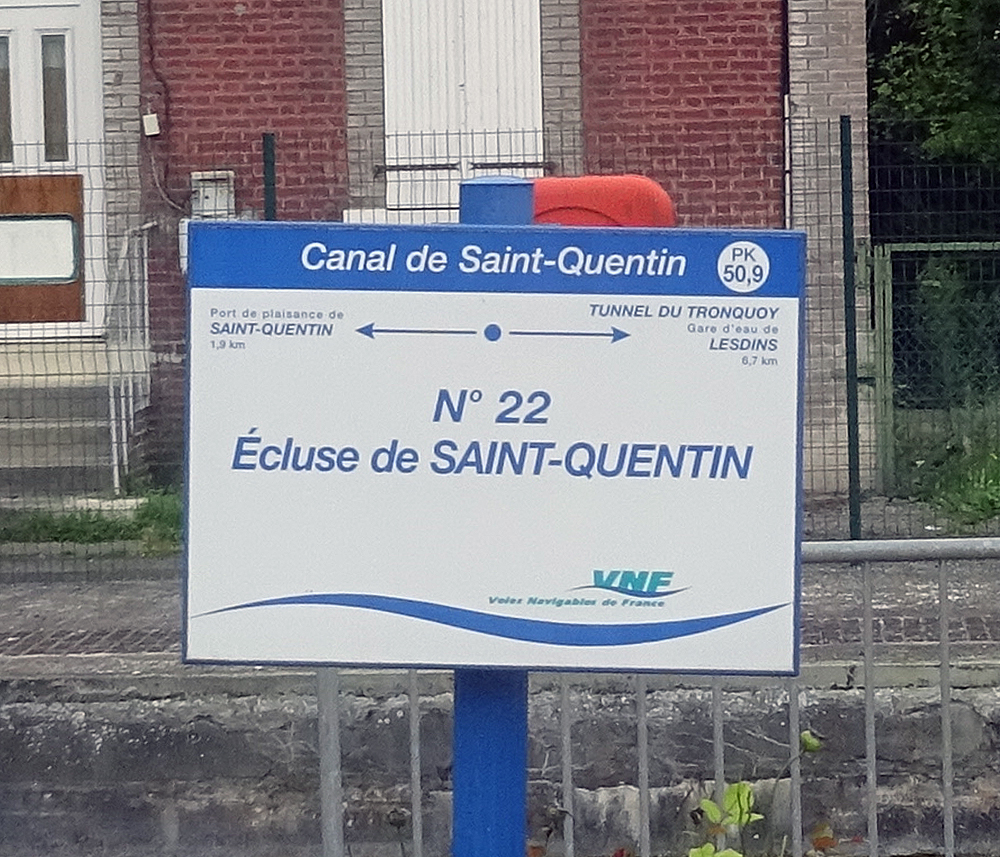 Canal de Saint-Quentin
PK
50,9
Port de plaisance de
SAINT-QUENTIN
1,9 km
TUNNEL DU TRONQUOY
Gare d'eau de
LESDINS
6,7 km
N° 22
Écluse de SAINT-QUENTIN
VNF
Voies Navigables de France